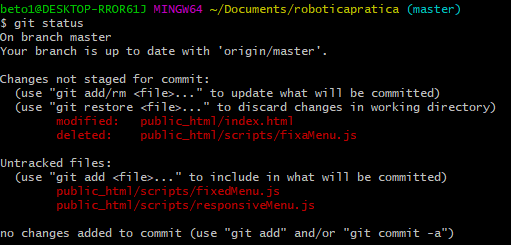 beto1@DESKTOP-RROR61J MINGW64 ~/Documents/roboticapratica (master)
$ git status
On branch master
Your branch is up to date with 'origin/master'.

Changes not staged for commit:
  (use "git add/rm <file>..." to update what will be committed)
  (use "git restore <file>..." to discard changes in working directory)
        modified:   public_html/index.html
        deleted:    public_html/scripts/fixaMenu.js

Untracked files:
  (use "git add <file>..." to include in what will be committed)
        public_html/scripts/fixedMenu.js
        public_html/scripts/responsiveMenu.js

no changes added to commit (use "git add" and/or "git commit -a")